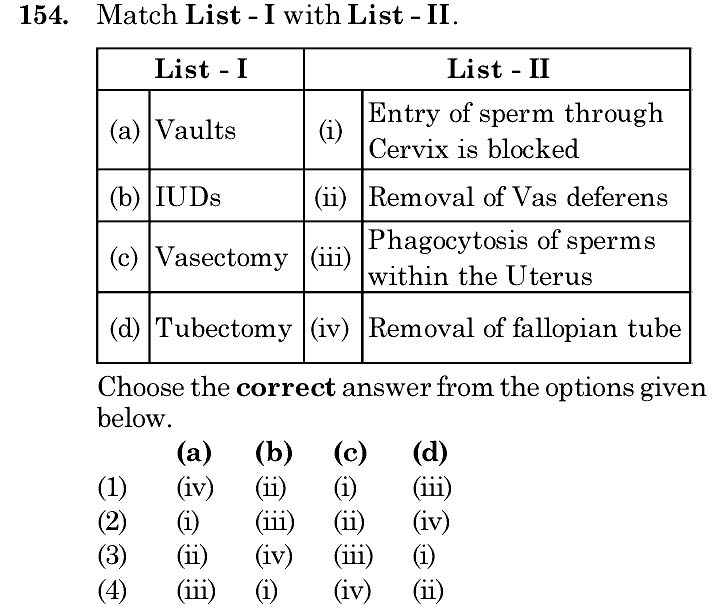 154. Match List - I with List - II.
List - I List - II
(a) Vaults (i) Entry of sperm through
Cervix is blocked
(b) IUDs (ii) Removal of Vas deferens
(c) Vasectomy (iii) Phagocytosis of sperms
within the Uterus
(d) Tubectomy (iv) Removal of fallopian tube
Choose the correct answer from the options given
below.
(a) (b) (c) (d)
(1) (iv) (ii) (i) (iii)
(2) (i) (iii) (ii) (iv)
(3) (ii) (iv) (iii) (i)
(4) (iii) (i) (iv) (ii)